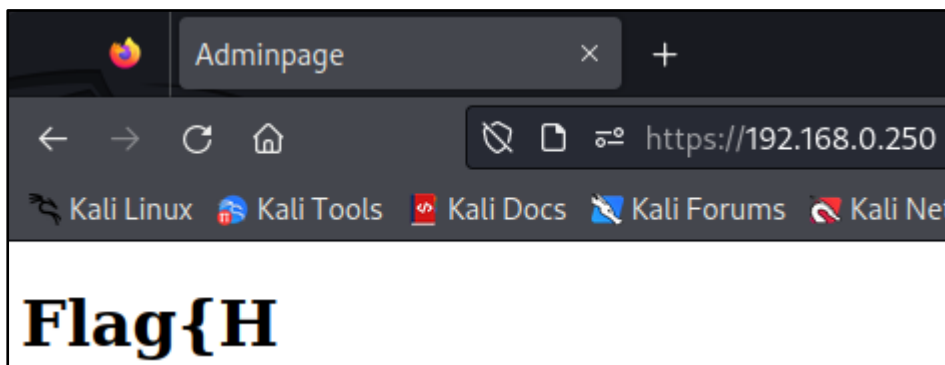 Adminpage
https://192.168.0.250
Kali Linux Kali Tools Kali Docs Kali Forums Kali Ne
Flag{H